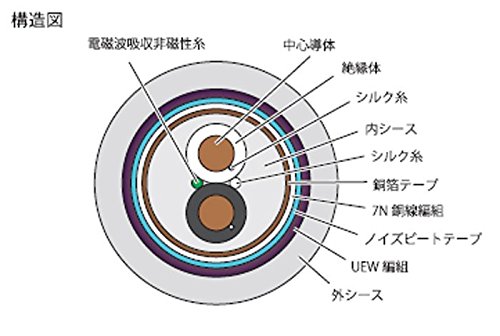 構造図
電磁波吸収非磁性糸
中心導体
絶縁体
シルク糸
内シース
シルク糸
銅箔テープ
7N 銅線編組
ノイズビートテープ
UEW 編組
外シース